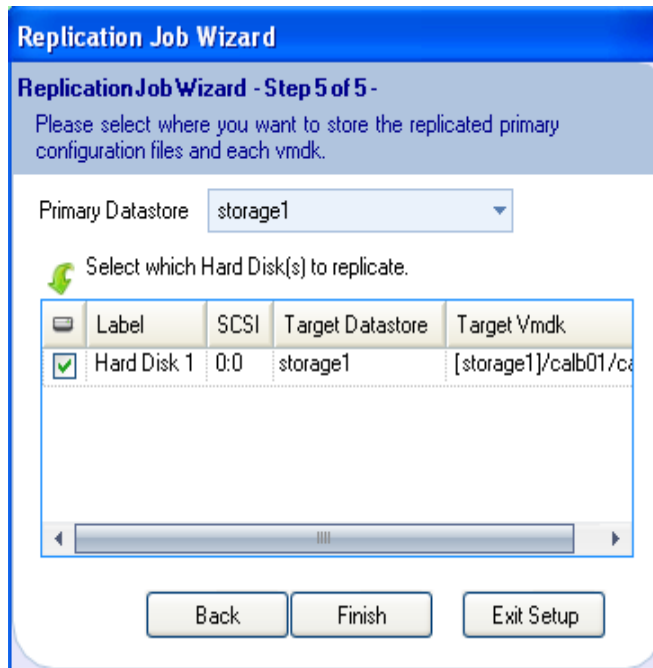 Replication Job Wizard
Replication Job Wizard - Step 5 of 5 -
Please select where you want to store the replicated primary
configuration files and each vmdk.
Primary Datastore storage1
Select which Hard Disk(s) to replicate.
Label SCSI Target Datastore Target Vmdk
Hard Disk 1 0:0 storage1 [storage1]/calb01/ca
Back Finish Exit Setup